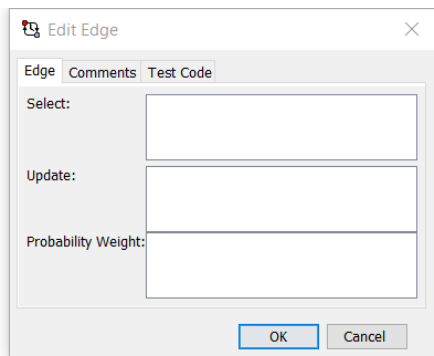 Edit Edge
Edge Comments Test Code
Select:
Update:
Probability Weight:
OK Cancel